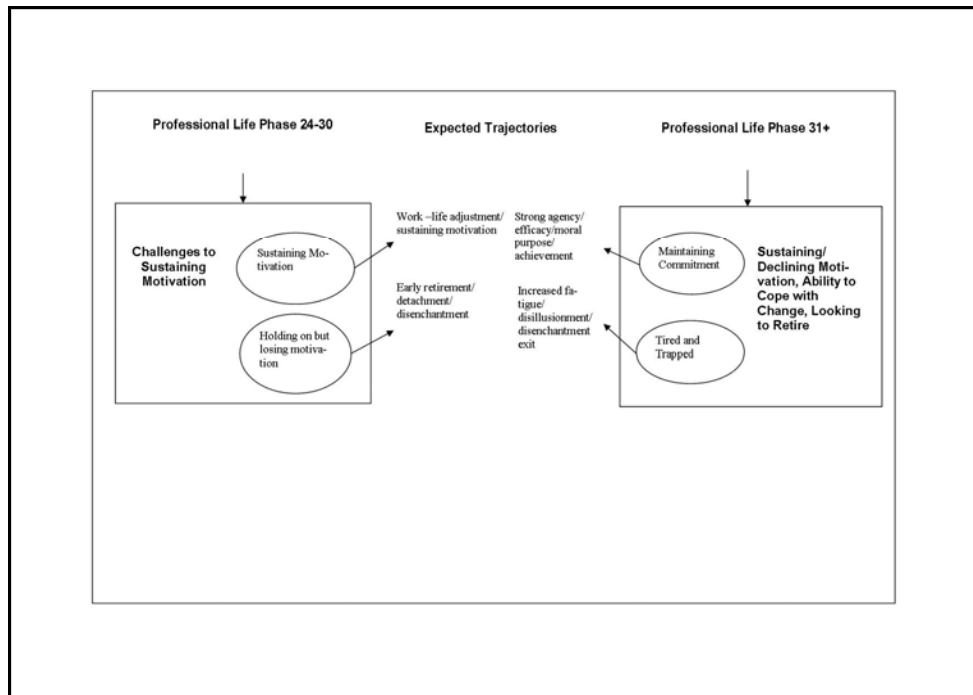 Professional Life Phase 24-30
Expected Trajectories
Professional Life Phase 31+
Challenges to
Sustaining
Motivation
Sustaining Mo-
tivation
Holding on but
losing motiva-
tion
Work –life adjustment/
sustaining motivation
Early retirement/
detachment/
disenchantment
Strong agency/
efficacy/moral
purpose/
achievement
Increased fa-
tigue/
disillusionment/
disenchantment
exit
Maintaining
Commitment
Tired and
Trapped
Sustaining/
Declining Moti-
vation, Ability to
Cope with
Change, Looking
to Retire